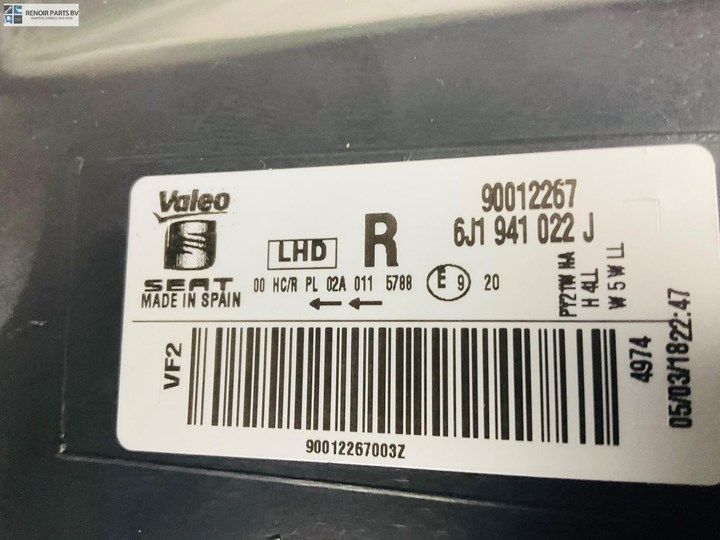 RENOIR PARTS BV
Valeo
90012267
LHD
R
6J1 941 022 J
SEAT
MADE IN SPAIN
00 HC/R PL 02A 011 5788
E 9 20
PY21W HA
H 4LL
W 5 W LL
VF2
4974
05/03/18 22:47
90012267003Z